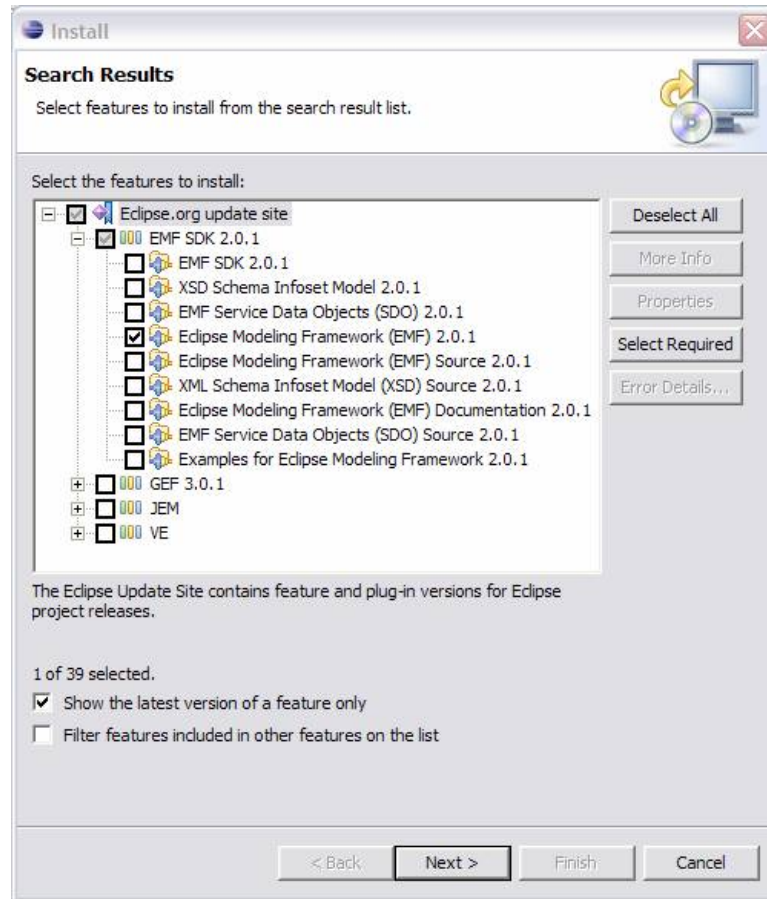 Install
Search Results
Select features to install from the search result list.
Select the features to install:
Eclipse.org update site
EMF SDK 2.0.1
EMF SDK 2.0.1
XSD Schema Infoset Model 2.0.1
EMF Service Data Objects (SDO) 2.0.1
Eclipse Modeling Framework (EMF) 2.0.1
Eclipse Modeling Framework (EMF) Source 2.0.1
XML Schema Infoset Model (XSD) Source 2.0.1
Eclipse Modeling Framework (EMF) Documentation 2.0.1
EMF Service Data Objects (SDO) Source 2.0.1
Examples for Eclipse Modeling Framework 2.0.1
GEF 3.0.1
JEM
VE
Deselect All
More Info
Properties
Select Required
Error Details...
The Eclipse Update Site contains feature and plug-in versions for Eclipse
project releases.
1 of 39 selected.
Show the latest version of a feature only
Filter features included in other features on the list
< Back
Next >
Finish
Cancel